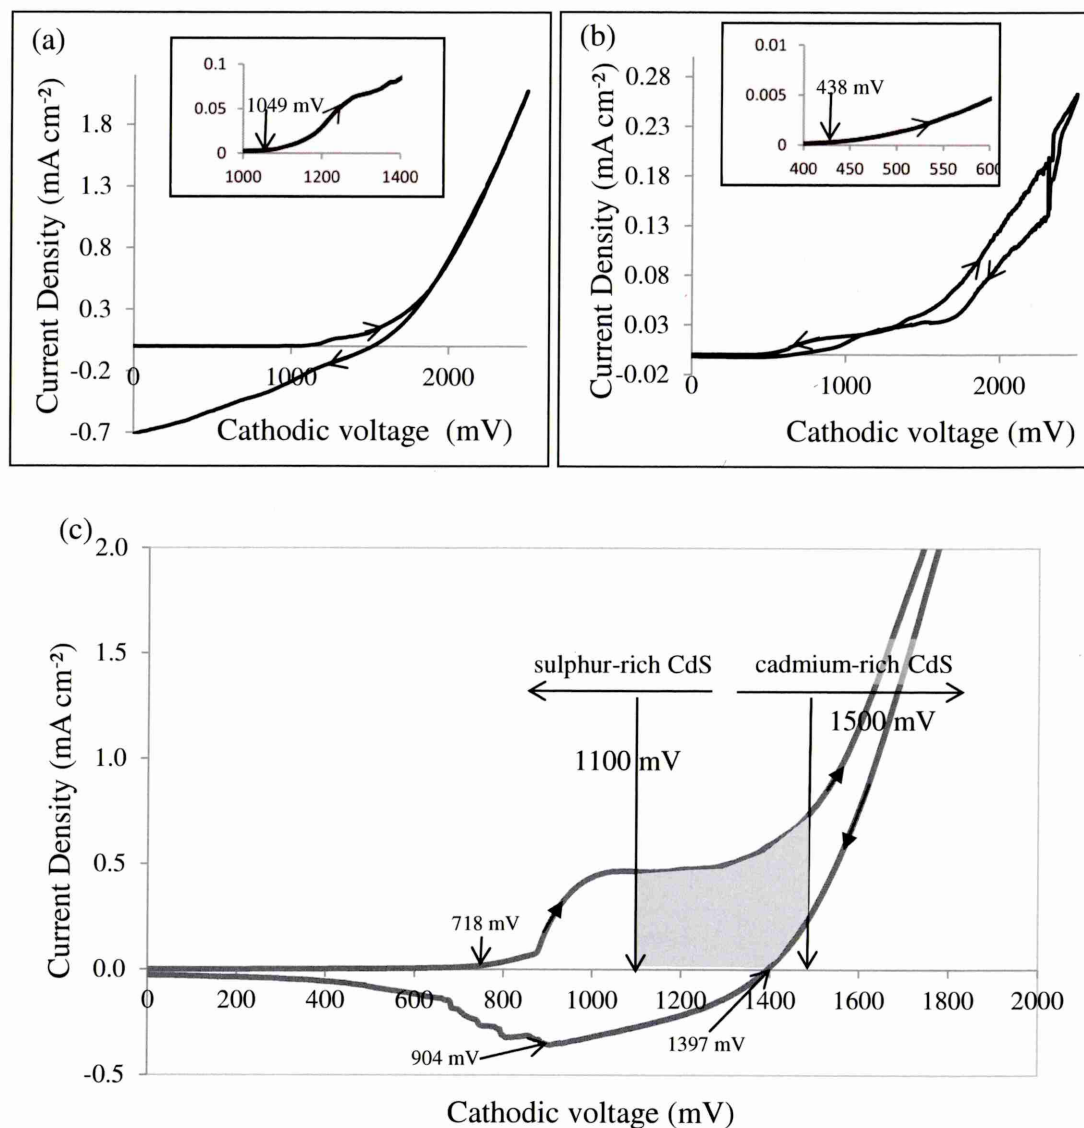 (a)
Current Density (mA cm⁻²)
1.8
1.3
0.8
0.3
-0.2
-0.7
0
1000
2000
Cathodic voltage (mV)
0.1
0.05
0
1000
1200
1400
1049 mV
(b)
Current Density (mA cm⁻²)
0.28
0.23
0.18
0.13
0.08
0.03
-0.02
0
1000
2000
Cathodic voltage (mV)
0.01
0.005
0
400
450
500
550
600
438 mV
(c)
Current Density (mA cm⁻²)
2.0
1.5
1.0
0.5
0.0
-0.5
sulphur-rich CdS
cadmium-rich CdS
1100 mV
1500 mV
718 mV
904 mV
1397 mV
0
200
400
600
800
1000
1200
1400
1600
1800
2000
Cathodic voltage (mV)